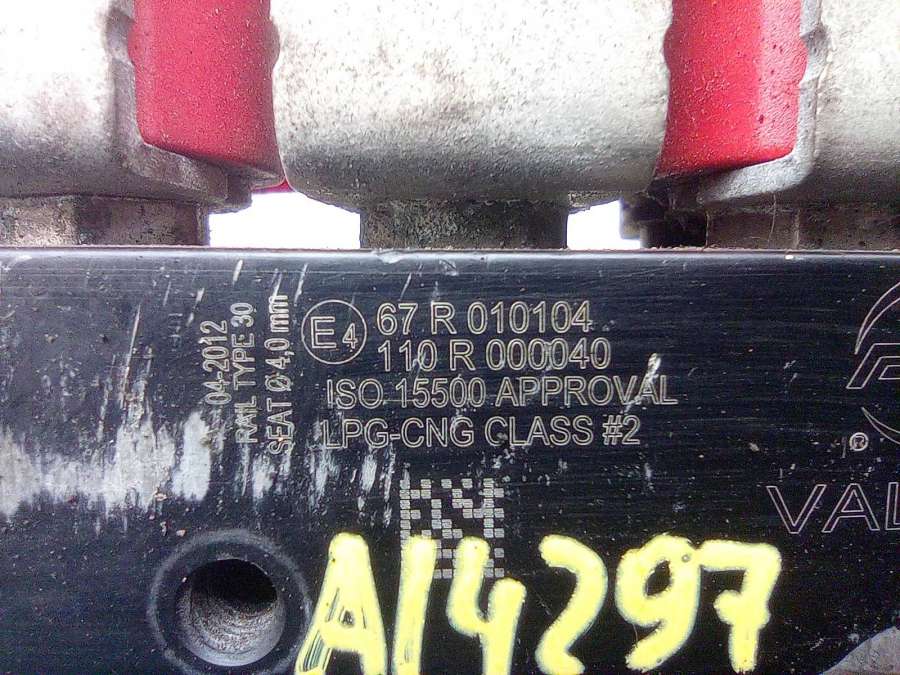 04-2012
RAIL TYPE 30
SEAT Ø 4,0 mm
E4
67 R 010104
110 R 000040
ISO 15500 APPROVAL
LPG-CNG CLASS #2
®
VAL
A14297